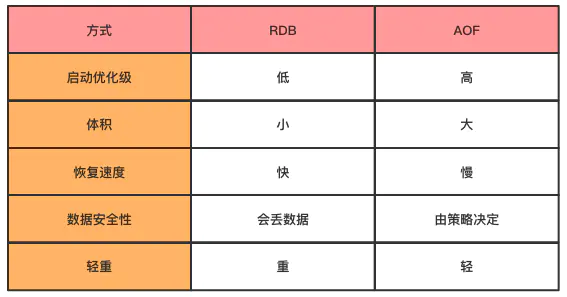 方式 RDB AOF
启动优化级 低 高
体积 小 大
恢复速度 快 慢
数据安全性 会丢数据 由策略决定
轻重 重 轻